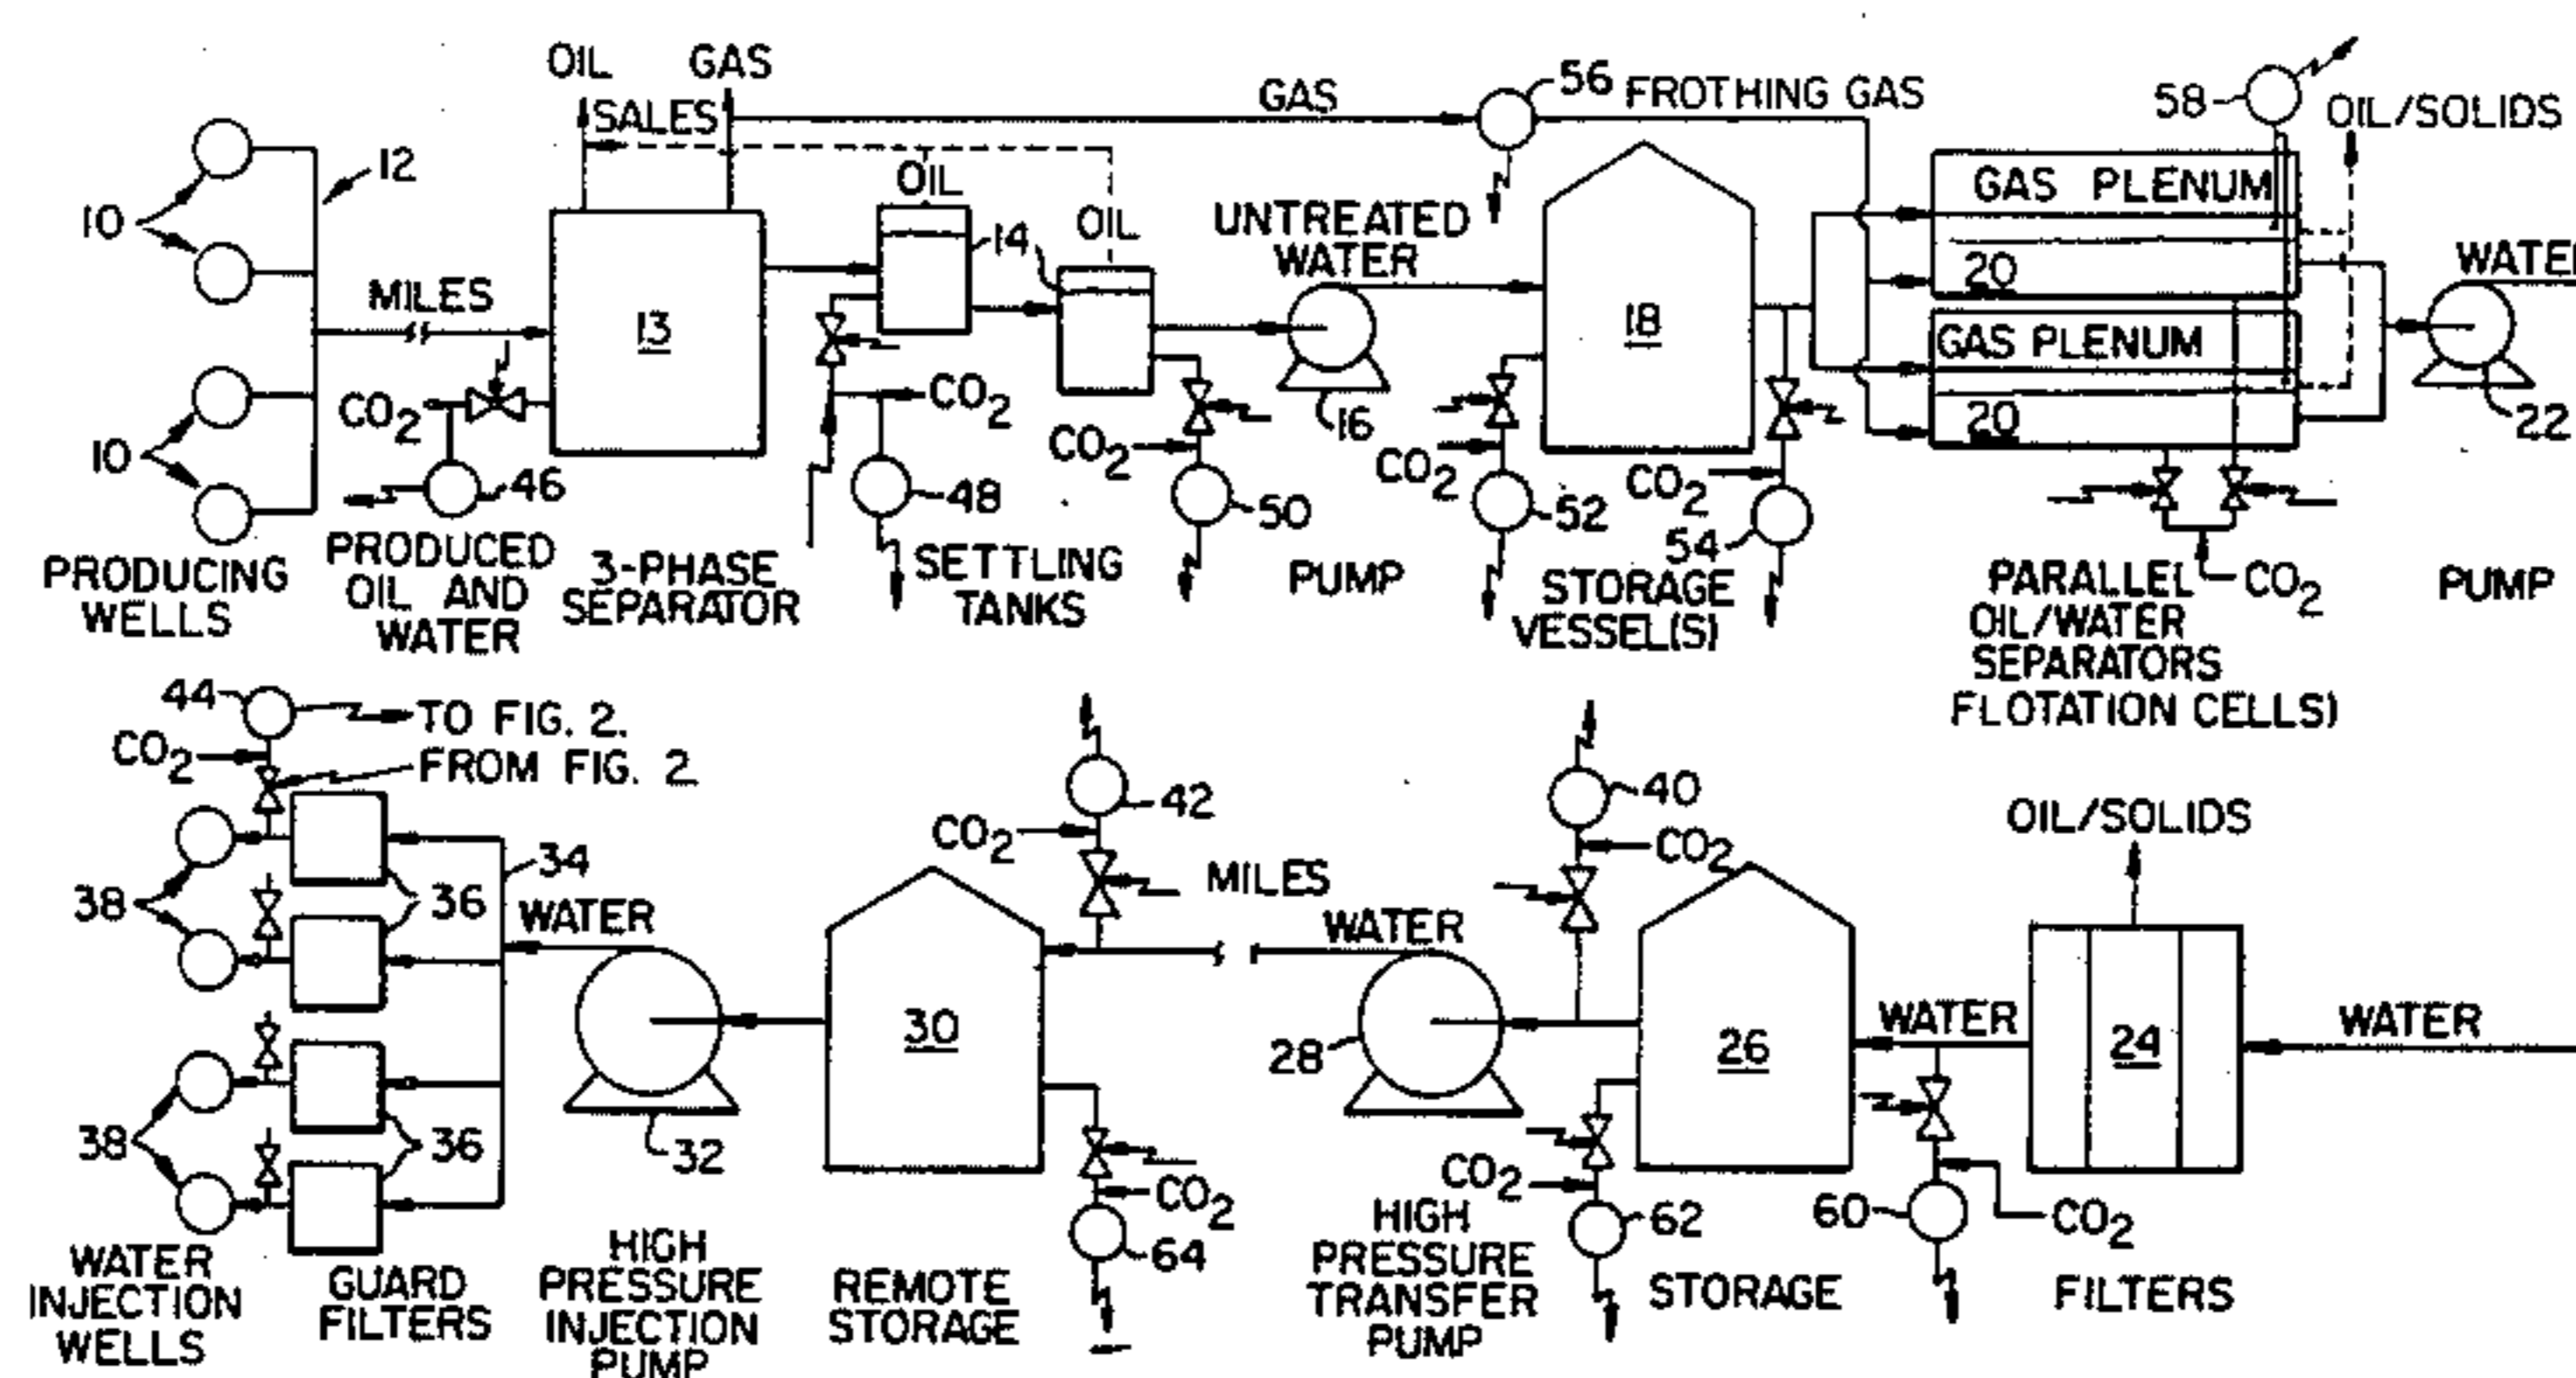 OIL
GAS
SALES
GAS
56
FROTHING GAS
58
OIL/SOLIDS
12
10
OIL
GAS PLENUM
14
OIL
UNTREATED
WATER
20
MILES
13
18
GAS PLENUM
20
CO2
CO2
16
22
10
46
48
CO2
50
CO2
52
CO2
54
PRODUCING
WELLS
PRODUCED
OIL AND
WATER
3-PHASE
SEPARATOR
SETTLING
TANKS
PUMP
STORAGE
VESSEL(S)
PARALLEL
OIL/WATER
SEPARATORS
FLOTATION CELLS)
CO2
PUMP
44
TO FIG. 2.
CO2
FROM FIG. 2
42
40
CO2
CO2
OIL/SOLIDS
38
36
34
WATER
MILES
WATER
30
28
26
WATER
24
WATER
38
36
32
CO2
64
CO2
62
60
CO2
WATER
INJECTION
WELLS
GUARD
FILTERS
HIGH
PRESSURE
INJECTION
PUMP
REMOTE
STORAGE
HIGH
PRESSURE
TRANSFER
PUMP
STORAGE
FILTERS